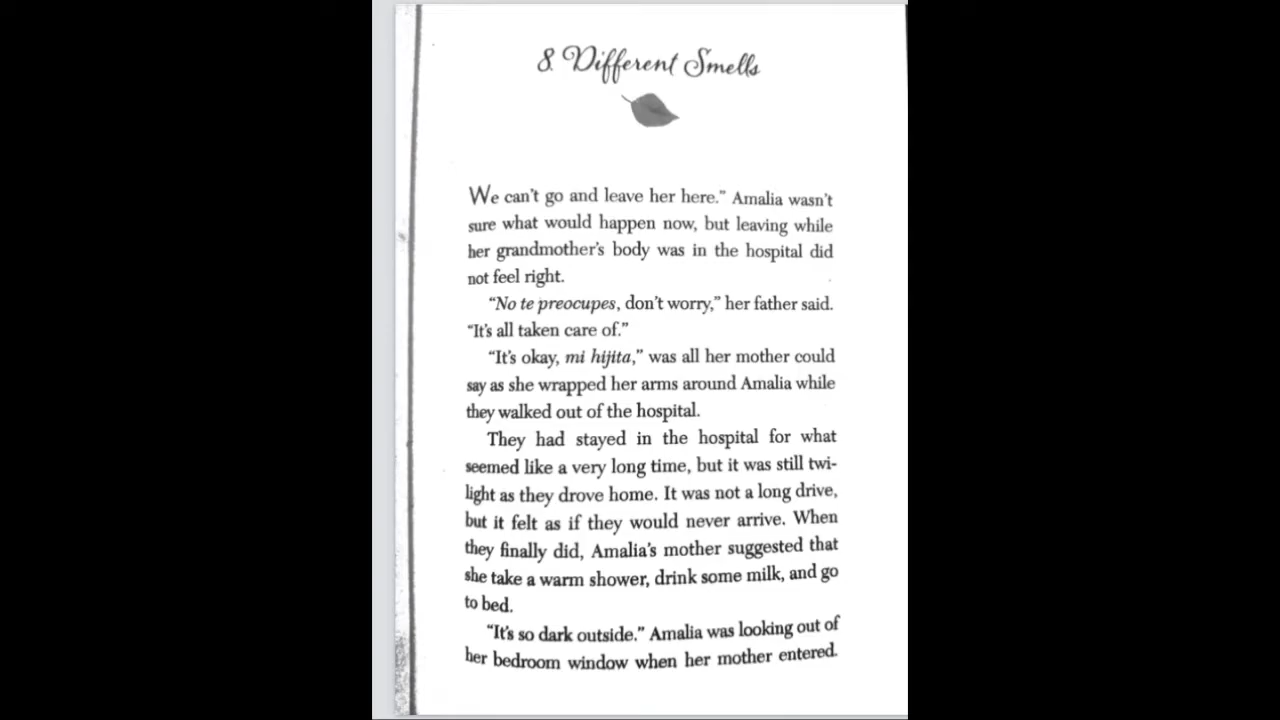 8. Different Smells
We can't go and leave her here." Amalia wasn't
sure what would happen now, but leaving while
her grandmother's body was in the hospital did
not feel right.
"No te preocupes, don't worry," her father said.
"It's all taken care of."
"It's okay, mi hijita," was all her mother could
say as she wrapped her arms around Amalia while
they walked out of the hospital.
They had stayed in the hospital for what
seemed like a very long time, but it was still twi-
light as they drove home. It was not a long drive,
but it felt as if they would never arrive. When
they finally did, Amalia's mother suggested that
she take a warm shower, drink some milk, and go
to bed.
"It's so dark outside." Amalia was looking out of
her bedroom window when her mother entered.